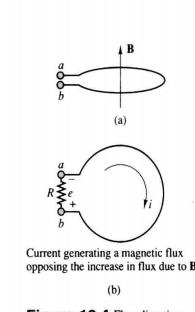 B
a
b
(a)
a
−
R e i
+
b
Current generating a magnetic flux
opposing the increase in flux due to B
(b)